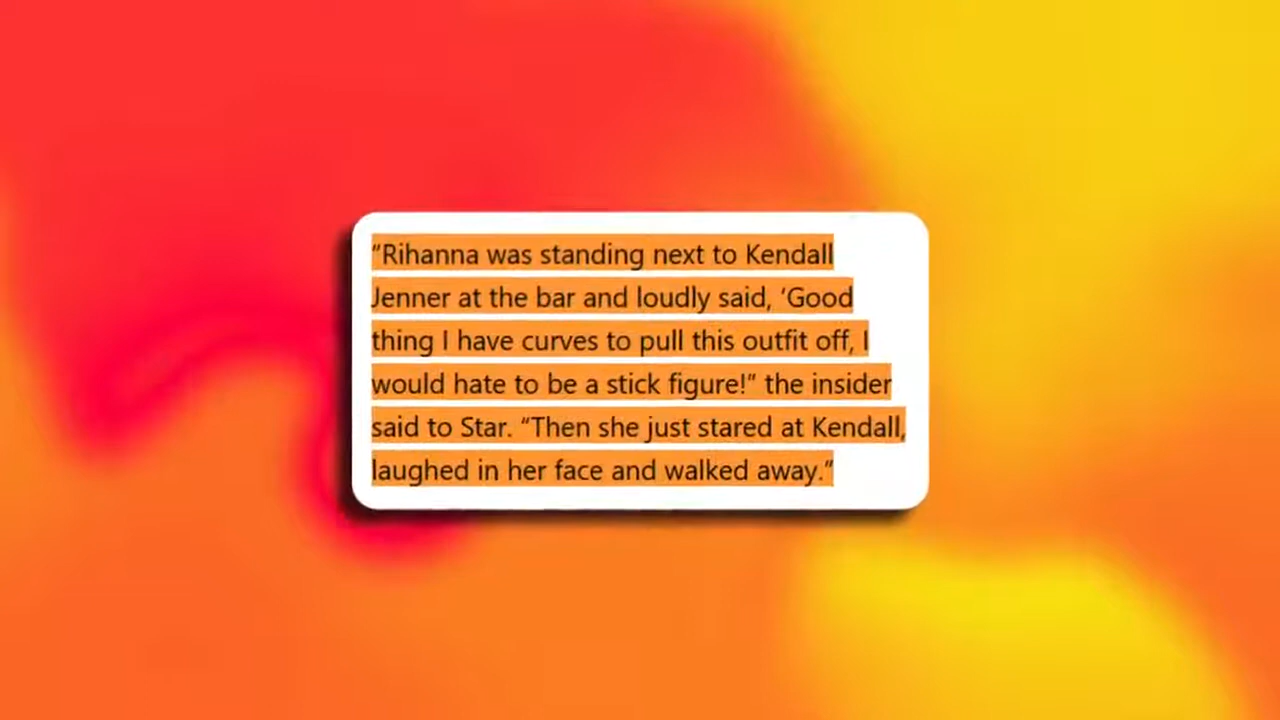 “Rihanna was standing next to Kendall
Jenner at the bar and loudly said, ‘Good
thing I have curves to pull this outfit off, I
would hate to be a stick figure!” the insider
said to Star. “Then she just stared at Kendall,
laughed in her face and walked away.”